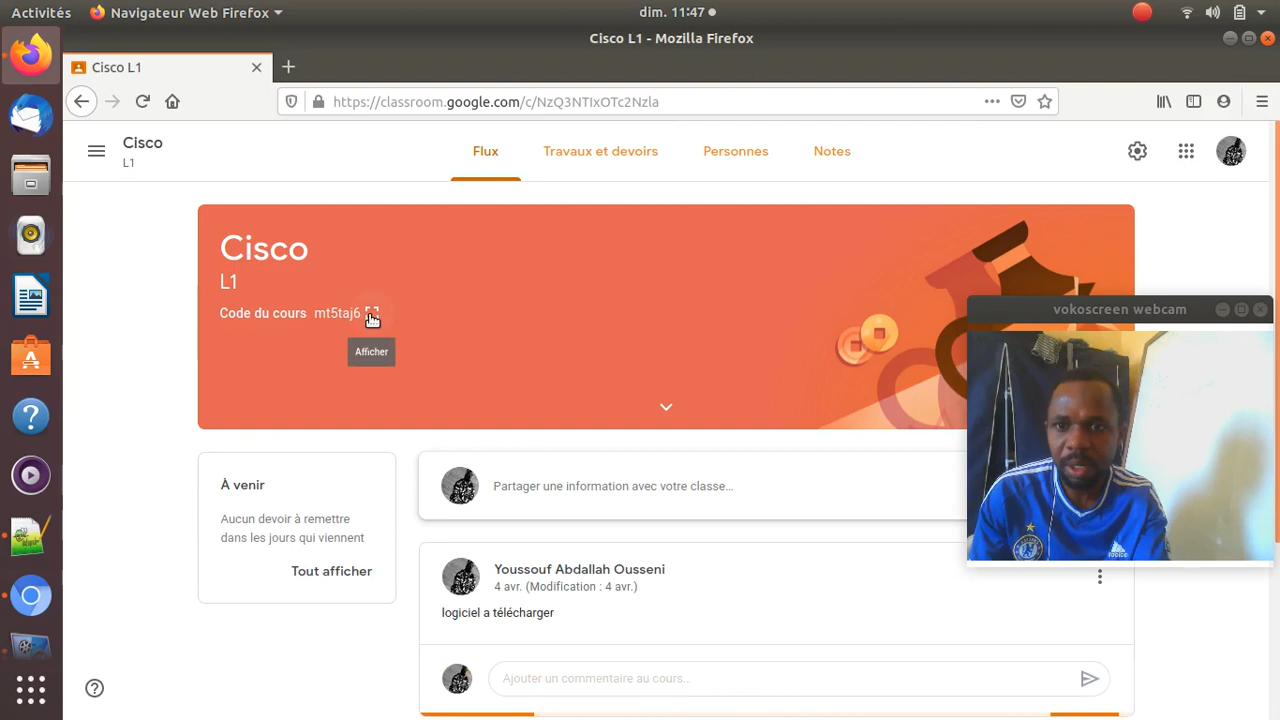 Activités
Navigateur Web Firefox
dim. 11:47
Cisco L1 - Mozilla Firefox
Cisco L1
https://classroom.google.com/c/NzQ3NTIxOTc2Nzla
Cisco
L1
Flux
Travaux et devoirs
Personnes
Notes
Cisco
L1
Code du cours mt5taj6
Afficher
vokoscreen webcam
À venir
Aucun devoir à remettre
dans les jours qui viennent
Tout afficher
Partager une information avec votre classe…
Youssouf Abdallah Ousseni
4 avr. (Modification : 4 avr.)
logiciel a télécharger
Ajouter un commentaire au cours…
adidas